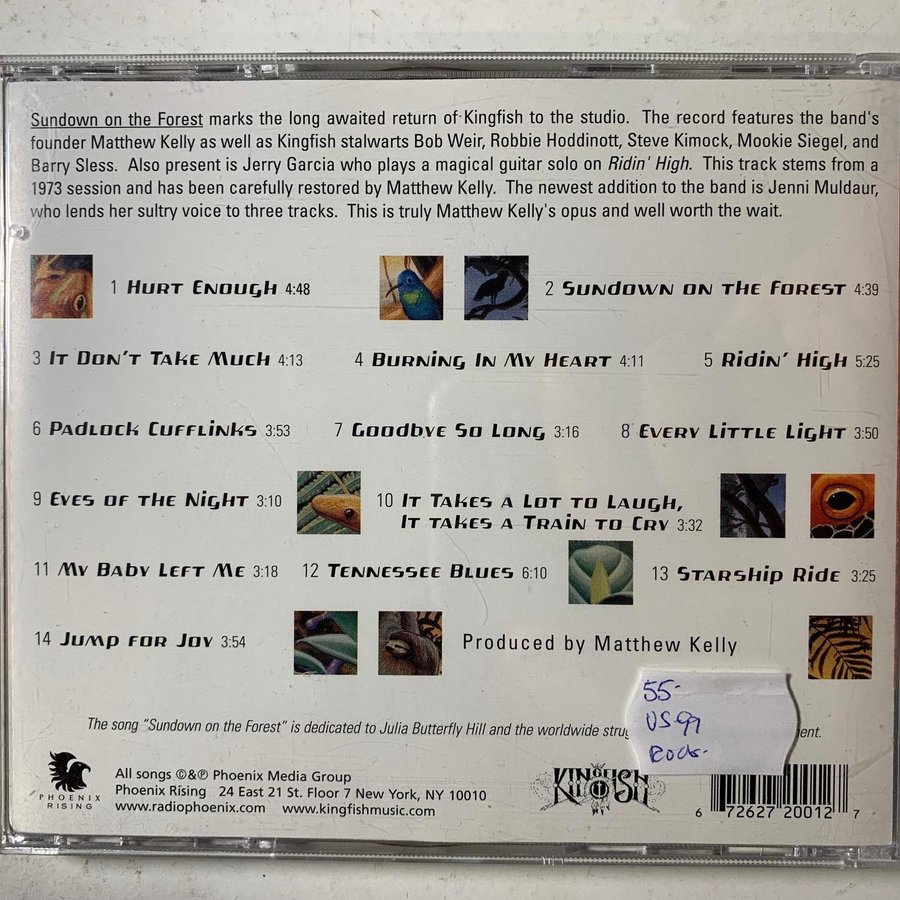 Sundown on the Forest marks the long awaited return of Kingfish to the studio. The record features the band's
founder Matthew Kelly as well as Kingfish stalwarts Bob Weir, Robbie Hoddinott, Steve Kimock, Mookie Siegel, and
Barry Sless. Also present is Jerry Garcia who plays a magical guitar solo on Ridin' High. This track stems from a
1973 session and has been carefully restored by Matthew Kelly. The newest addition to the band is Jenni Muldaur,
who lends her sultry voice to three tracks. This is truly Matthew Kelly's opus and well worth the wait.
1 Hurt Enough 4:48
2 Sundown on the Forest 4:39
3 It Don't Take Much 4:13
4 Burning In My Heart 4:11
5 Ridin' High 5:25
6 Padlock Cufflinks 3:53
7 Goodbye So Long 3:16
8 Every Little Light 3:50
9 Eyes of the Night 3:10
10 It Takes a Lot to Laugh,
It takes a Train to Cry 3:32
11 My Baby Left Me 3:18
12 Tennessee Blues 6:10
13 Starship Ride 3:25
14 Jump for Joy 3:54
Produced by Matthew Kelly
55-
US-99
The song "Sundown on the Forest" is dedicated to Julia Butterfly Hill and the worldwide
PHOENIX
RISING
All songs ©&℗ Phoenix Media Group
Phoenix Rising 24 East 21 St. Floor 7 New York, NY 10010
www.radiophoenix.com www.kingfishmusic.com
KINGFISH
6 72627 20012 7